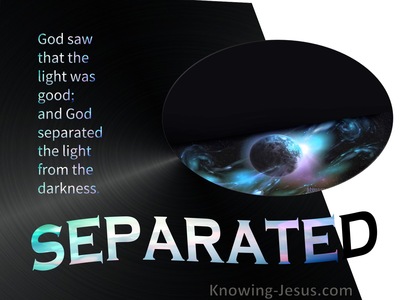 God saw
that the
light was
good;
and God
separated
the light
from the
darkness.
SEPARATED
Knowing-Jesus.com